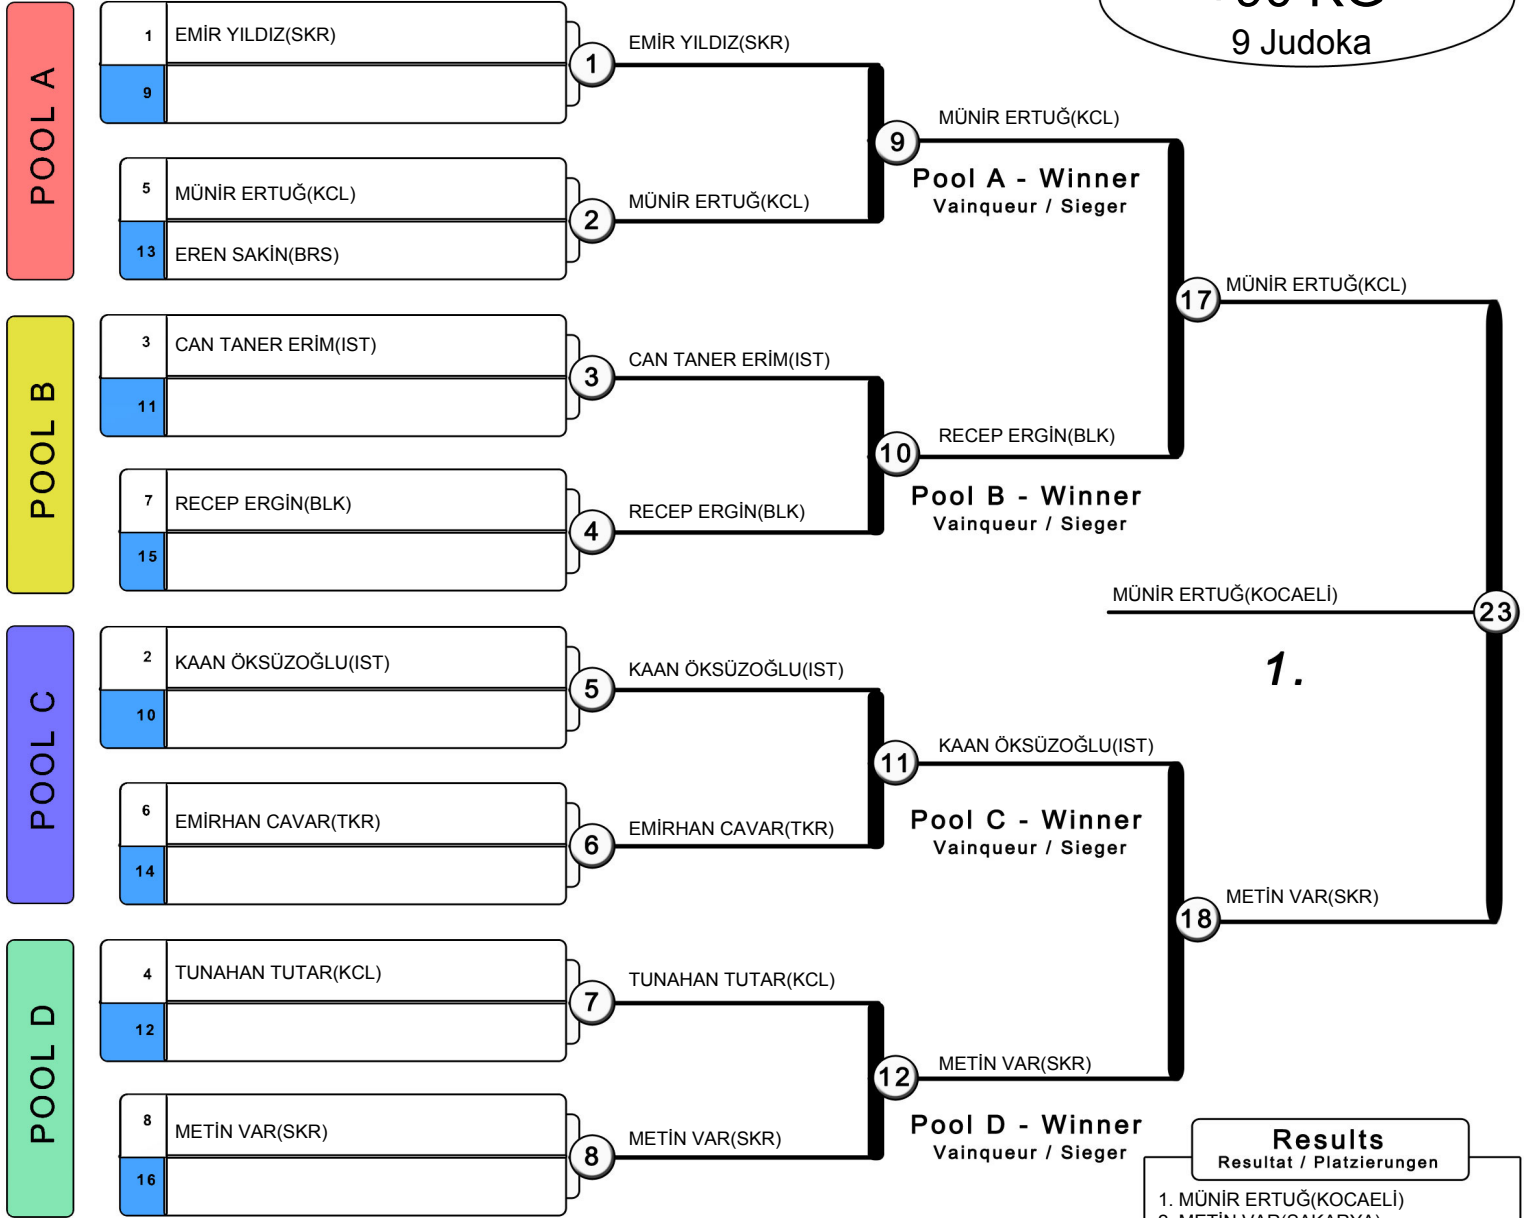 9 Judoka
POOL A
1 EMİR YILDIZ(SKR)
9
5 MÜNİR ERTUĞ(KCL)
13 EREN SAKİN(BRS)
POOL B
3 CAN TANER ERİM(IST)
11
7 RECEP ERGİN(BLK)
15
POOL C
2 KAAN ÖKSÜZOĞLU(IST)
10
6 EMİRHAN CAVAR(TKR)
14
POOL D
4 TUNAHAN TUTAR(KCL)
12
8 METİN VAR(SKR)
16
1 EMİR YILDIZ(SKR)
2 MÜNİR ERTUĞ(KCL)
3 CAN TANER ERİM(IST)
4 RECEP ERGİN(BLK)
5 KAAN ÖKSÜZOĞLU(IST)
6 EMİRHAN CAVAR(TKR)
7 TUNAHAN TUTAR(KCL)
8 METİN VAR(SKR)
9 MÜNİR ERTUĞ(KCL)
Pool A - Winner
Vainqueur / Sieger
10 RECEP ERGİN(BLK)
Pool B - Winner
Vainqueur / Sieger
11 KAAN ÖKSÜZOĞLU(IST)
Pool C - Winner
Vainqueur / Sieger
12 METİN VAR(SKR)
Pool D - Winner
Vainqueur / Sieger
17 MÜNİR ERTUĞ(KCL)
18 METİN VAR(SKR)
MÜNİR ERTUĞ(KOCAELİ) 23
1.
Results
Resultat / Platzierungen
1. MÜNİR ERTUĞ(KOCAELİ)
2. METİN VAR(SAKARYA)